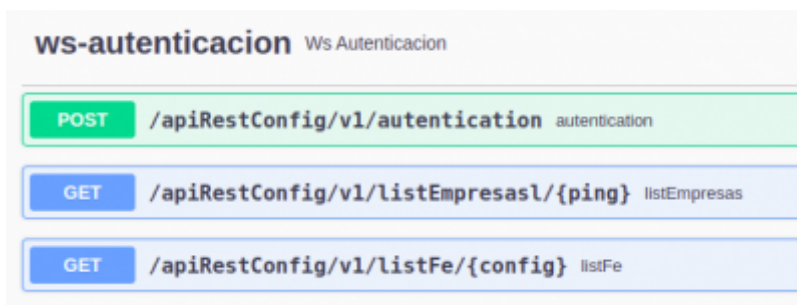 ws-autenticacion Ws Autenticacion
POST /apiRestConfig/v1/autentication autentication
GET /apiRestConfig/v1/listEmpresasl/{ping} listEmpresas
GET /apiRestConfig/v1/listFe/{config} listFe